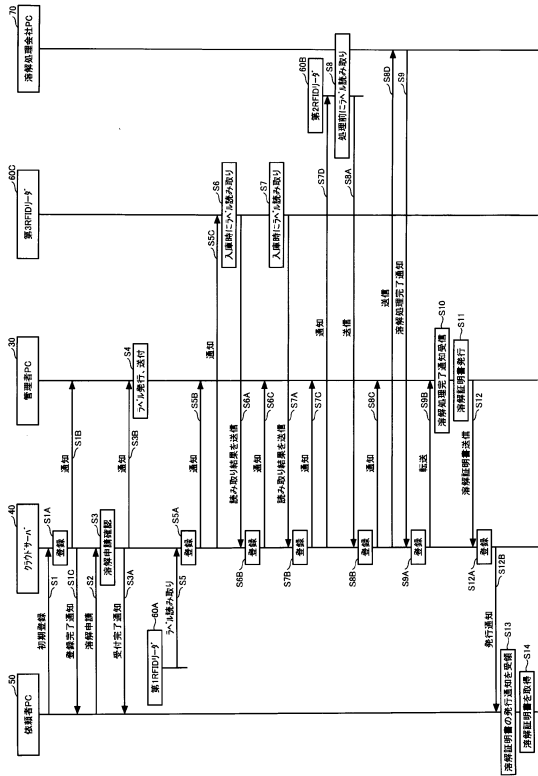 50
依頼者PC
40
クラウドサーバ
30
管理者PC
60C
第3RFIDリーダ
70
溶解処理会社PC
初期登録
S1
S1A
登録
通知
S1B
S1C
登録完了通知
S2
溶解申請
S3
溶解申請確認
S3A
受付完了通知
通知
S3B
S4
ラベル発行、送付
60A
第1RFIDリーダ
ラベル読み取り
S5
S5A
登録
通知
S5B
通知
S5C
S6
入庫時にラベル読み取り
読み取り結果を送信
S6A
S6B
登録
通知
S6C
S7
入庫時にラベル読み取り
読み取り結果を送信
S7A
S7B
登録
通知
S7C
通知
S7D
60B
第2RFIDリーダ
S8
処理前にラベル読み取り
送信
S8A
S8B
登録
通知
S8C
送信
S8D
溶解処理完了通知
S9
S9A
登録
転送
S9B
溶解処理完了通知受信
S10
溶解証明書発行
S11
溶解証明書送信
S12
S12A
登録
発行通知
S12B
溶解証明書の発行通知を受領
S13
溶解証明書を取得
S14